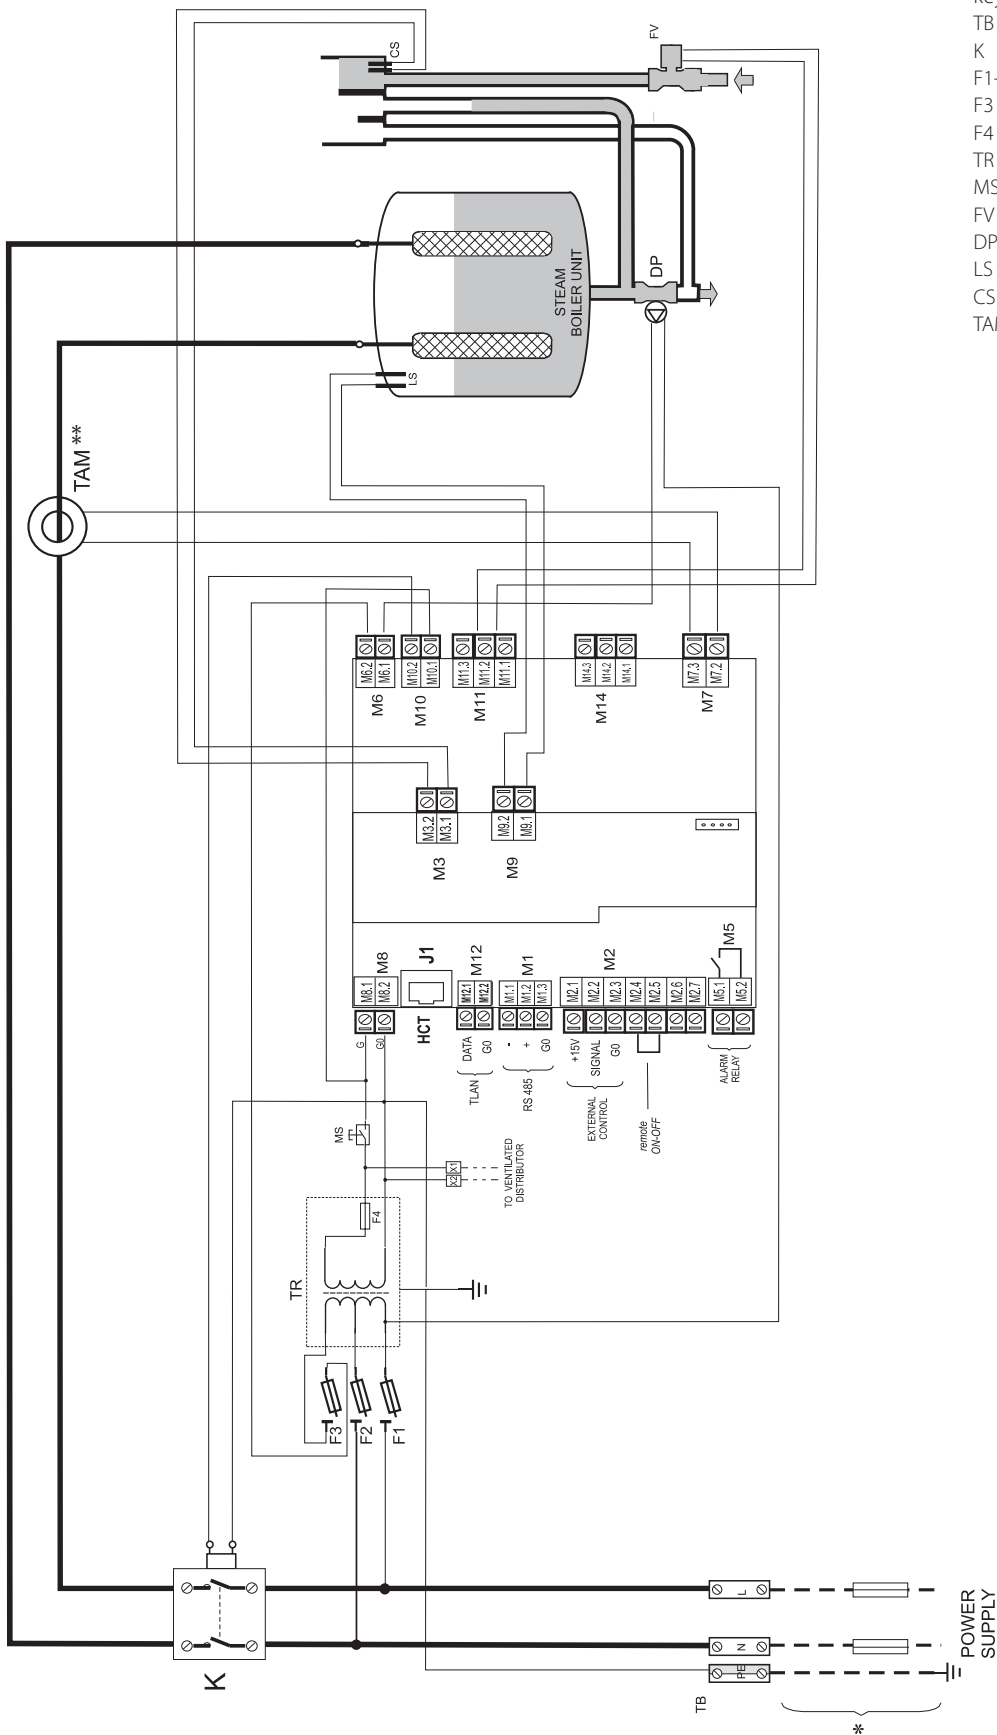 TB
K
F3
F4
TR
FV
DP
LS
CS
CS
FV
STEAM
BOILER UNIT
DP
LS
TAM **
M6.2
M6.1
M6
M10.2
M10.1
M10
M11.3
M11.2
M11.1
M11
M14.3
M14.2
M14.1
M14
M7.3
M7.2
M7
M3.2
M3.1
M3
M9.2
M9.1
M9
M8.1
M8.2
M8
J1
HCT
M12.1
M12.2
M12
M1.1
M1.2
M1.3
M1
M2.1
M2.2
M2.3
M2.4
M2.5
M2.6
M2.7
M2
M5.1
M5.2
M5
G
G0
DATA
G0
TLAN
-
+
G0
RS 485
+15V
SIGNAL
G0
EXTERNAL
CONTROL
remote
ON-OFF
ALARM
RELAY
MS
X1
X2
TO VENTILATED
DISTRIBUTOR
F4
TR
F3
F2
F1
K
L
N
PE
TB
POWER
SUPPLY
*